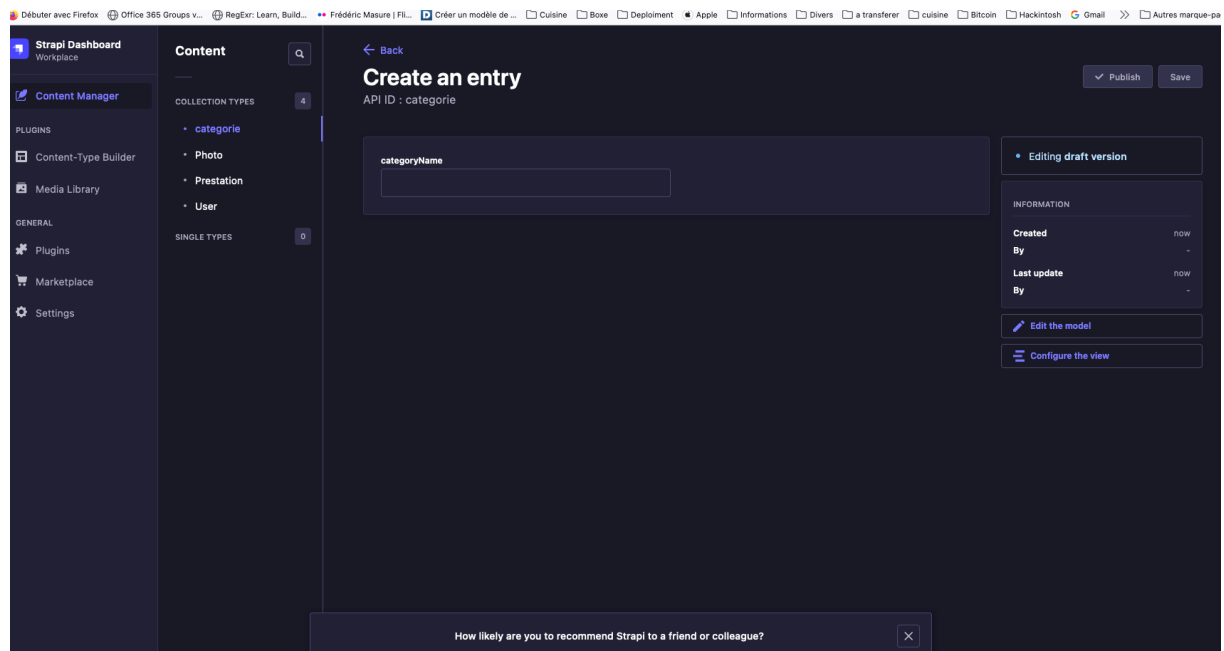 Débuter avec Firefox Office 365 Groups v... RegExr: Learn, Build... Frédéric Masure | Fli... Créer un modèle de ... Cuisine Boxe Deploiment Apple Informations Divers a transferer cuisine Bitcoin Hackintosh Gmail Autres marque-pa
Strapi Dashboard
Workplace
Content Manager
PLUGINS
Content-Type Builder
Media Library
GENERAL
Plugins
Marketplace
Settings
Content
COLLECTION TYPES 4
categorie
Photo
Prestation
User
SINGLE TYPES 0
Back
Create an entry
API ID : categorie
Publish
Save
categoryName
Editing draft version
INFORMATION
Created now
By -
Last update now
By -
Edit the model
Configure the view
How likely are you to recommend Strapi to a friend or colleague?